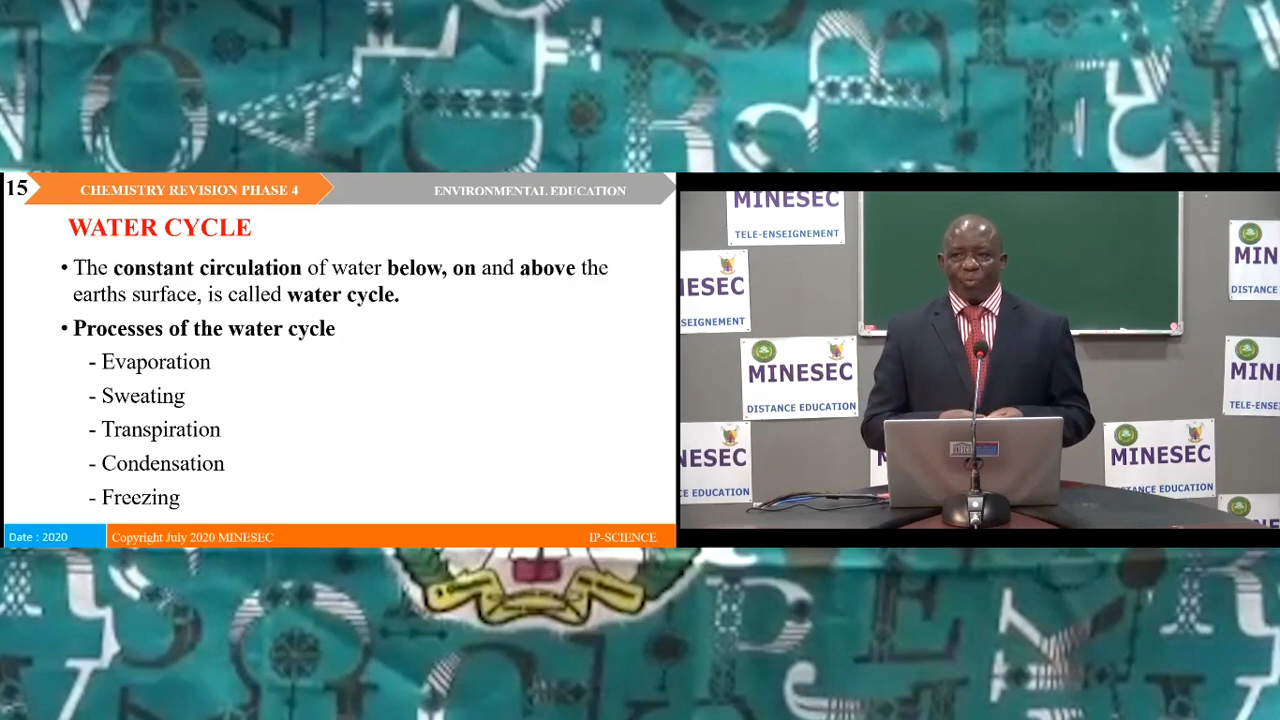 15
CHEMISTRY REVISION PHASE 4
ENVIRONMENTAL EDUCATION
WATER CYCLE
• The constant circulation of water below, on and above the
earths surface, is called water cycle.
• Processes of the water cycle
- Evaporation
- Sweating
- Transpiration
- Condensation
- Freezing
Date : 2020
Copyright July 2020 MINESEC
IP-SCIENCE
MINESEC
TELE-ENSEIGNEMENT
MINESEC
DISTANCE EDUCATION
MINESEC
DISTANCE